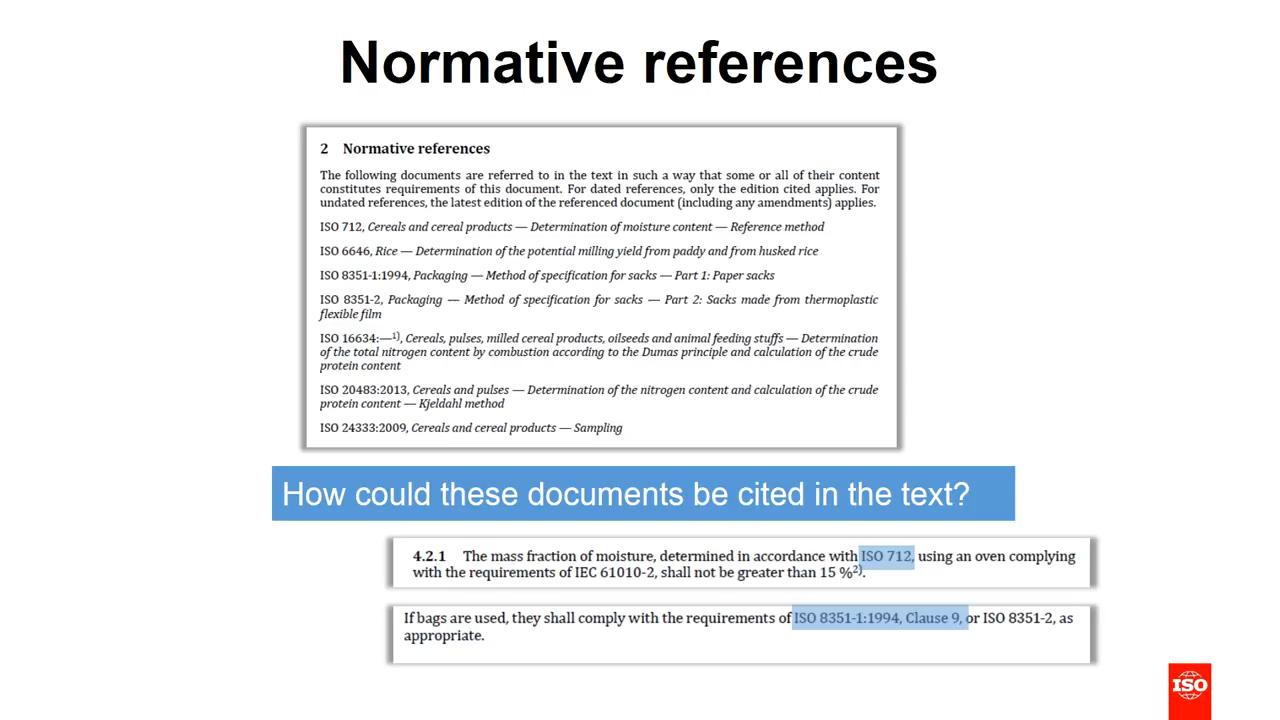 Normative references
2 Normative references
The following documents are referred to in the text in such a way that some or all of their content
constitutes requirements of this document. For dated references, only the edition cited applies. For
undated references, the latest edition of the referenced document (including any amendments) applies.
ISO 712, Cereals and cereal products — Determination of moisture content — Reference method
ISO 6646, Rice — Determination of the potential milling yield from paddy and from husked rice
ISO 8351-1:1994, Packaging — Method of specification for sacks — Part 1: Paper sacks
ISO 8351-2, Packaging — Method of specification for sacks — Part 2: Sacks made from thermoplastic
flexible film
ISO 16634:—1), Cereals, pulses, milled cereal products, oilseeds and animal feeding stuffs — Determination
of the total nitrogen content by combustion according to the Dumas principle and calculation of the crude
protein content
ISO 20483:2013, Cereals and pulses — Determination of the nitrogen content and calculation of the crude
protein content — Kjeldahl method
ISO 24333:2009, Cereals and cereal products — Sampling
How could these documents be cited in the text?
4.2.1 The mass fraction of moisture, determined in accordance with ISO 712, using an oven complying
with the requirements of IEC 61010-2, shall not be greater than 15 %2).
If bags are used, they shall comply with the requirements of ISO 8351-1:1994, Clause 9, or ISO 8351-2, as
appropriate.
ISO